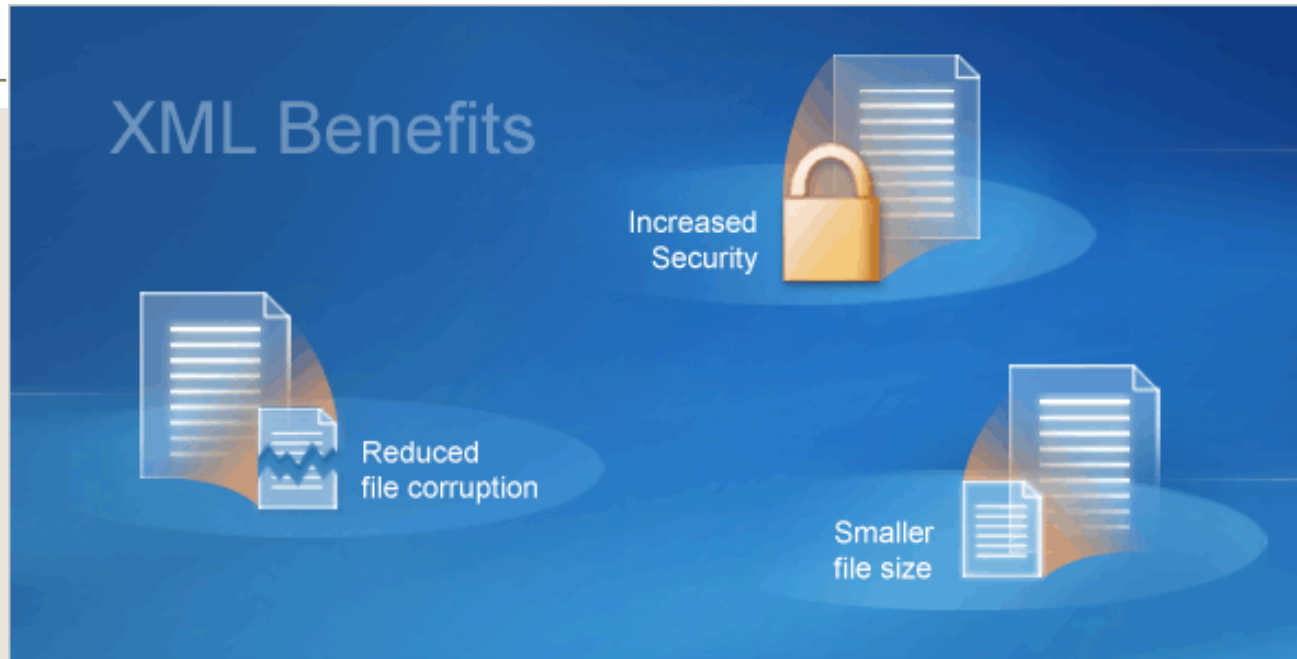 XML Benefits
Increased
Security
Reduced
file corruption
Smaller
file size